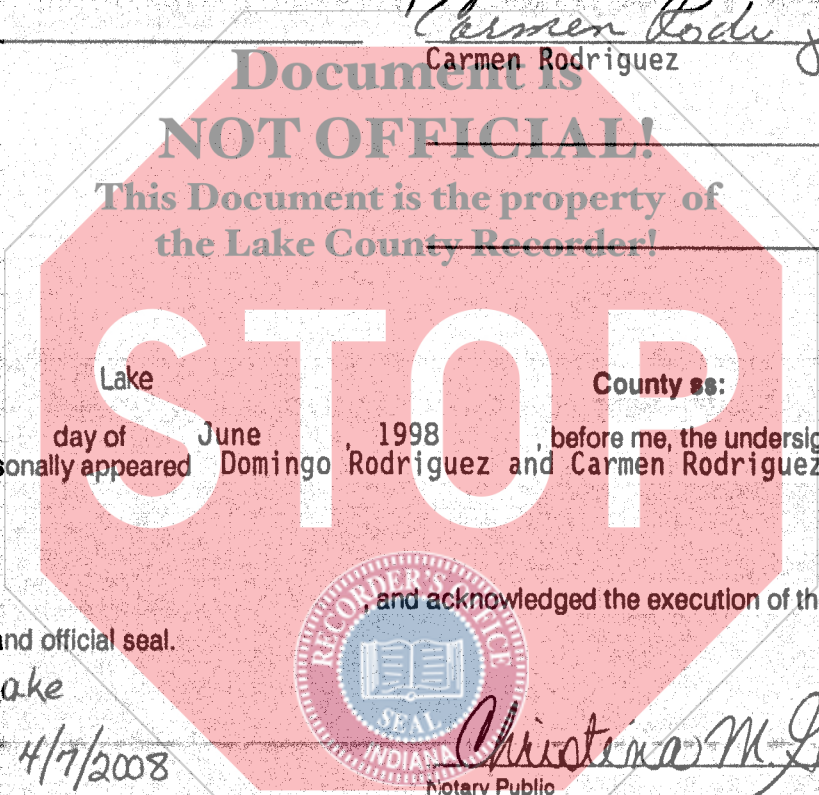 Carmen Rodriguez
Document is
NOT OFFICIAL!
This Document is the property of
the Lake County Recorder!
STOP
Lake County ss:
day of June , 1998 , before me, the undersig
sonally appeared Domingo Rodriguez and Carmen Rodriguez
, and acknowledged the execution of th
and official seal.
ake
4/7/2008
Christina M.
Notary Public
RECORDER'S OFFICE
SEAL
INDIANA